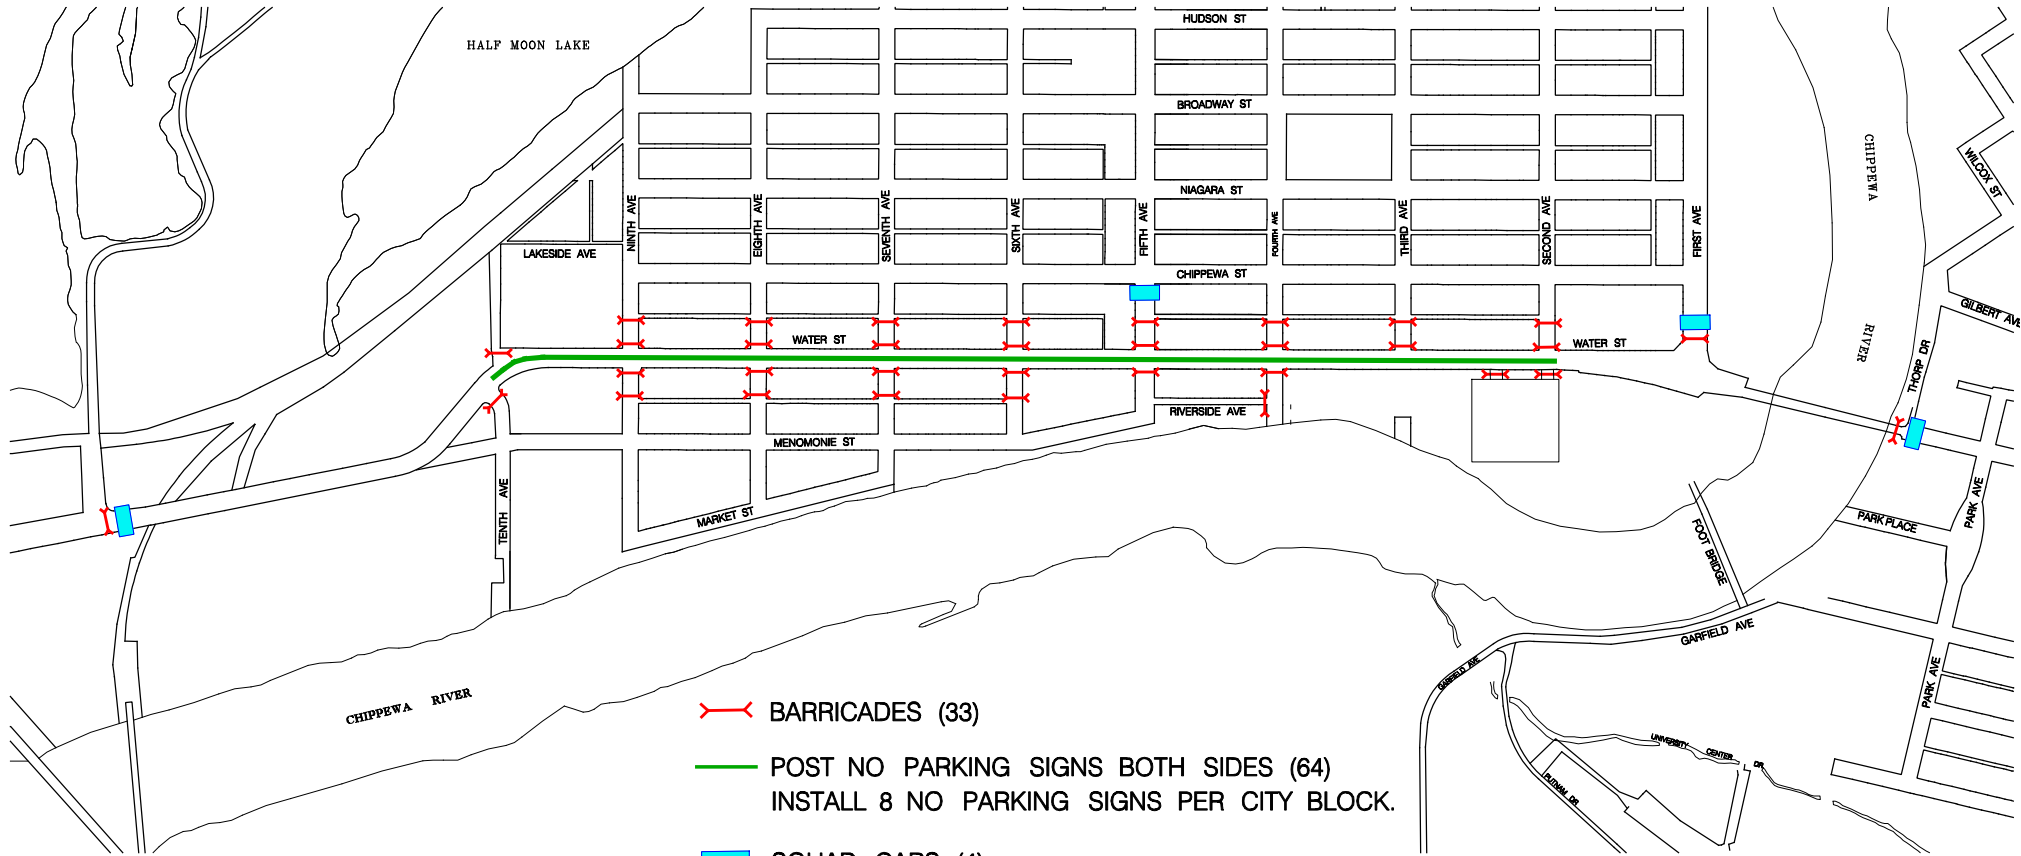 HUDSON ST
HALF MOON LAKE
BROADWAY ST
CHIPPEWA
WILCOX ST
NIAGARA ST
NINTH AVE
EIGHTH AVE
SEVENTH AVE
SIXTH AVE
FIFTH AVE
FOURTH AVE
THIRD AVE
SECOND AVE
FIRST AVE
LAKESIDE AVE
CHIPPEWA ST
GILBERT AVE
RIVER
WATER ST
WATER ST
THORP DR
RIVERSIDE AVE
MENOMONIE ST
TENTH AVE
MARKET ST
PARK AVE
PARK PLACE
FOOT BRIDGE
GARFIELD AVE
GARFIELD AVE
PARK AVE
CHIPPEWA RIVER
BARRICADES (33)
UNIVERSITY CENTER DR
POST NO PARKING SIGNS BOTH SIDES (64)
PUTNAM DR
INSTALL 8 NO PARKING SIGNS PER CITY BLOCK.
SQUAD CARS (4)